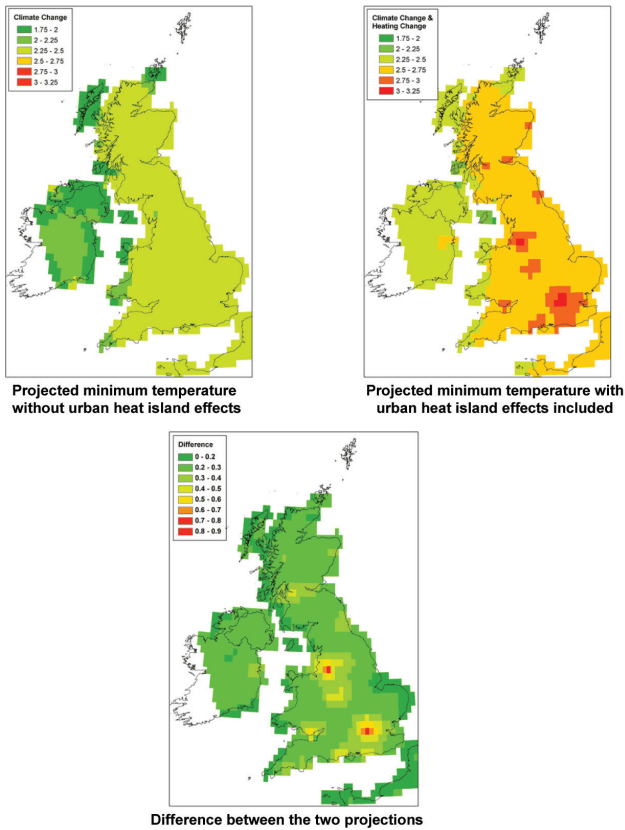 Climate Change
1.75 - 2
2 - 2.25
2.25 - 2.5
2.5 - 2.75
2.75 - 3
3 - 3.25
Projected minimum temperature
without urban heat island effects
Climate Change &
Heating Change
1.75 - 2
2 - 2.25
2.25 - 2.5
2.5 - 2.75
2.75 - 3
3 - 3.25
Projected minimum temperature with
urban heat island effects included
Difference
0 - 0.2
0.2 - 0.3
0.3 - 0.4
0.4 - 0.5
0.5 - 0.6
0.6 - 0.7
0.7 - 0.8
0.8 - 0.9
Difference between the two projections